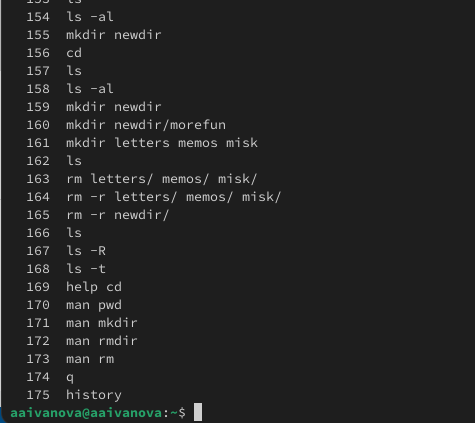 153  ls
154  ls -al
155  mkdir newdir
156  cd
157  ls
158  ls -al
159  mkdir newdir
160  mkdir newdir/morefun
161  mkdir letters memos misk
162  ls
163  rm letters/ memos/ misk/
164  rm -r letters/ memos/ misk/
165  rm -r newdir/
166  ls
167  ls -R
168  ls -t
169  help cd
170  man pwd
171  man mkdir
172  man rmdir
173  man rm
174  q
175  history
aaivanova@aaivanova:~$